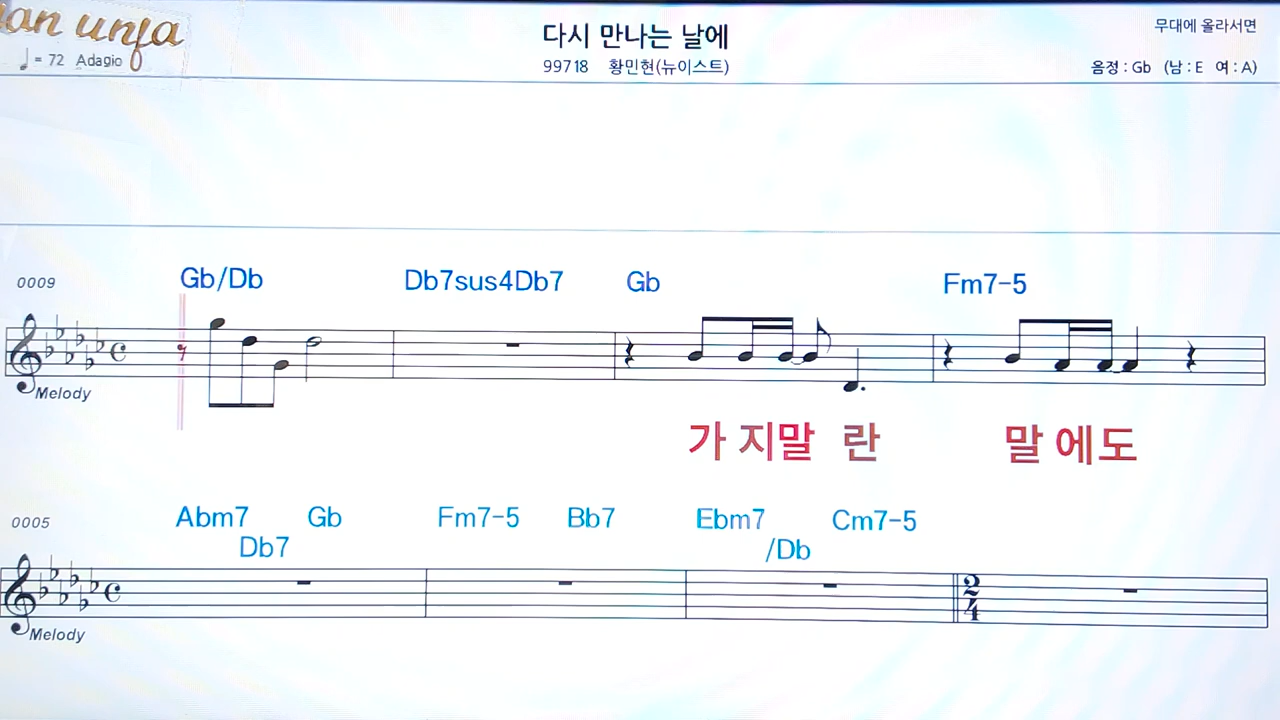 다시 만나는 날에
무대에 올라서면
♩= 72 Adagio
99718 황민현(뉴이스트)
음정 : Gb (남 : E 여 : A)
0009
Gb/Db Db7sus4Db7 Gb Fm7-5
Melody
가 지말 란 말 에도
0005
Abm7 Gb Fm7-5 Bb7 Ebm7 Cm7-5
Db7 /Db
2
4
Melody